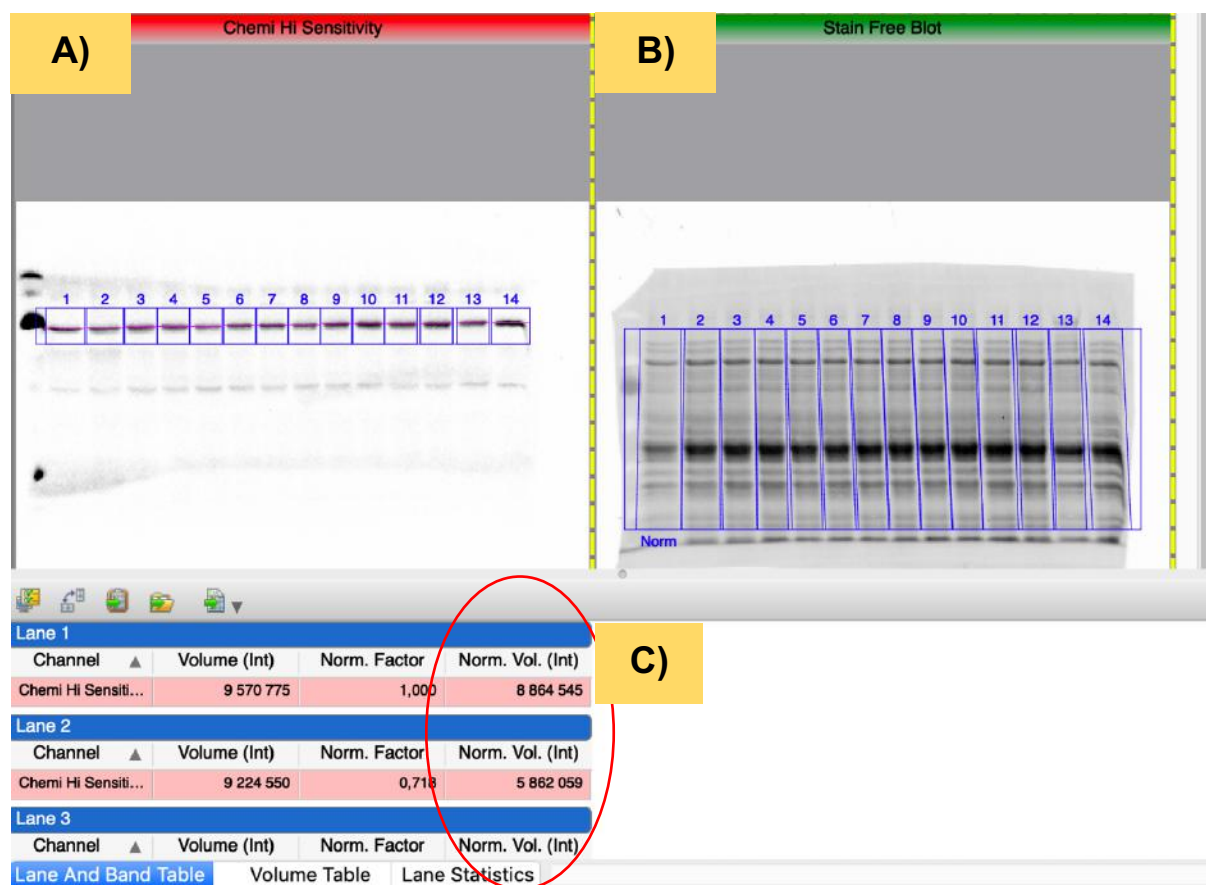 A)
Chemi Hi Sensitivity
B)
Stain Free Blot
1 2 3 4 5 6 7 8 9 10 11 12 13 14
1 2 3 4 5 6 7 8 9 10 11 12 13 14
Norm
Lane 1
Channel ▲ Volume (Int) Norm. Factor Norm. Vol. (Int)
Chemi Hi Sensiti... 9 570 775 1,000 8 864 545
C)
Lane 2
Channel ▲ Volume (Int) Norm. Factor Norm. Vol. (Int)
Chemi Hi Sensiti... 9 224 550 0,718 5 862 059
Lane 3
Channel ▲ Volume (Int) Norm. Factor Norm. Vol. (Int)
Lane And Band Table Volume Table Lane Statistics